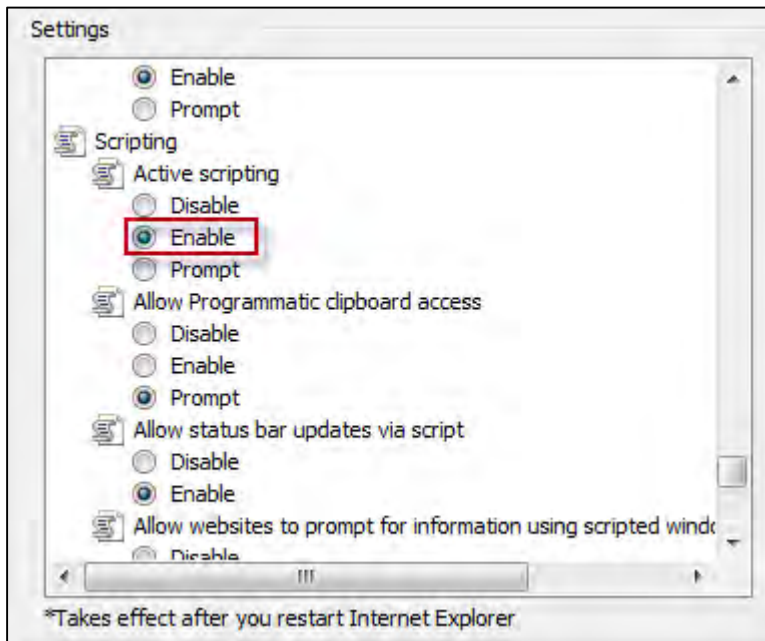 Settings
Enable
Prompt
Scripting
Active scripting
Disable
Enable
Prompt
Allow Programmatic clipboard access
Disable
Enable
Prompt
Allow status bar updates via script
Disable
Enable
Allow websites to prompt for information using scripted windo
Disable
*Takes effect after you restart Internet Explorer